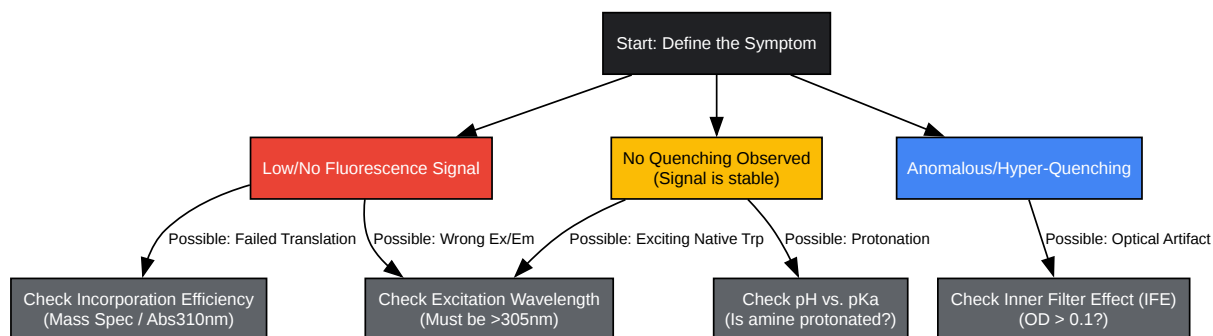 Start: Define the Symptom
Low/No Fluorescence Signal
No Quenching Observed
(Signal is stable)
Anomalous/Hyper-Quenching
Possible: Failed Translation
Possible: Wrong Ex/Em
Possible: Exciting Native Trp
Possible: Protonation
Possible: Optical Artifact
Check Incorporation Efficiency
(Mass Spec / Abs310nm)
Check Excitation Wavelength
(Must be >305nm)
Check pH vs. pKa
(Is amine protonated?)
Check Inner Filter Effect (IFE)
(OD > 0.1?)